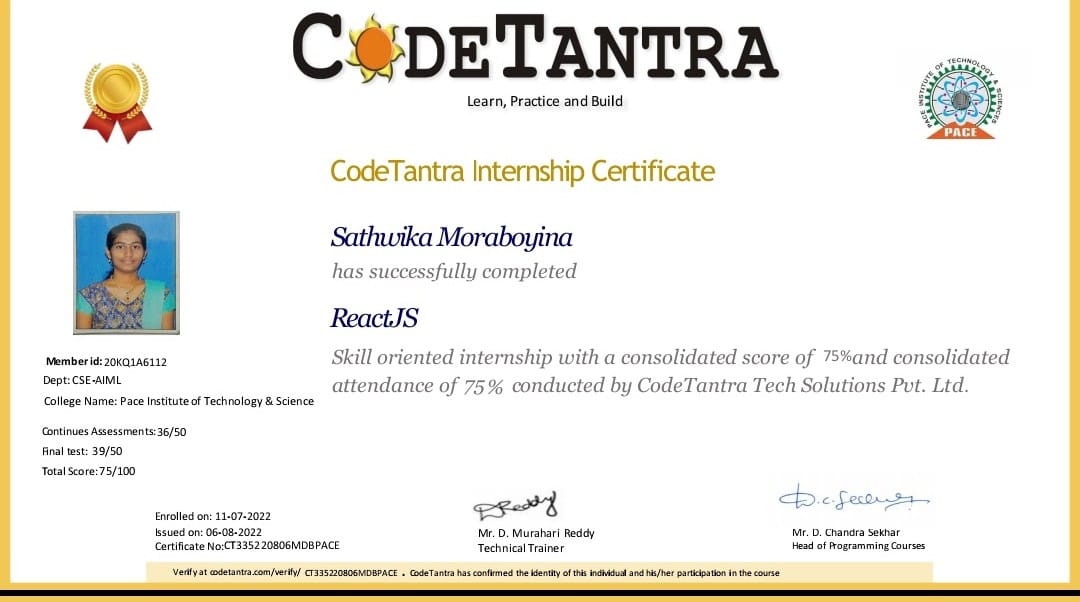 CODETANTRA
Learn, Practice and Build
PACE INSTITUTE OF TECHNOLOGY & SCIENCES
PACE
CodeTantra Internship Certificate
Sathwika Moraboyina
has successfully completed
ReactJS
Skill oriented internship with a consolidated score of 75%and consolidated
attendance of 75% conducted by CodeTantra Tech Solutions Pvt. Ltd.
Member id: 20KQ1A6112
Dept: CSE-AIML
College Name: Pace Institute of Technology & Science
Continues Assessments: 36/50
Final test: 39/50
Total Score: 75/100
Enrolled on: 11-07-2022
Issued on: 06-08-2022
Certificate No:CT335220806MDBPACE
DReddy
Mr. D. Murahari Reddy
Technical Trainer
Mr. D. Chandra Sekhar
Head of Programming Courses
Verify at codetantra.com/verify/ CT335220806MDBPACE . CodeTantra has confirmed the identity of this individual and his/her participation in the course